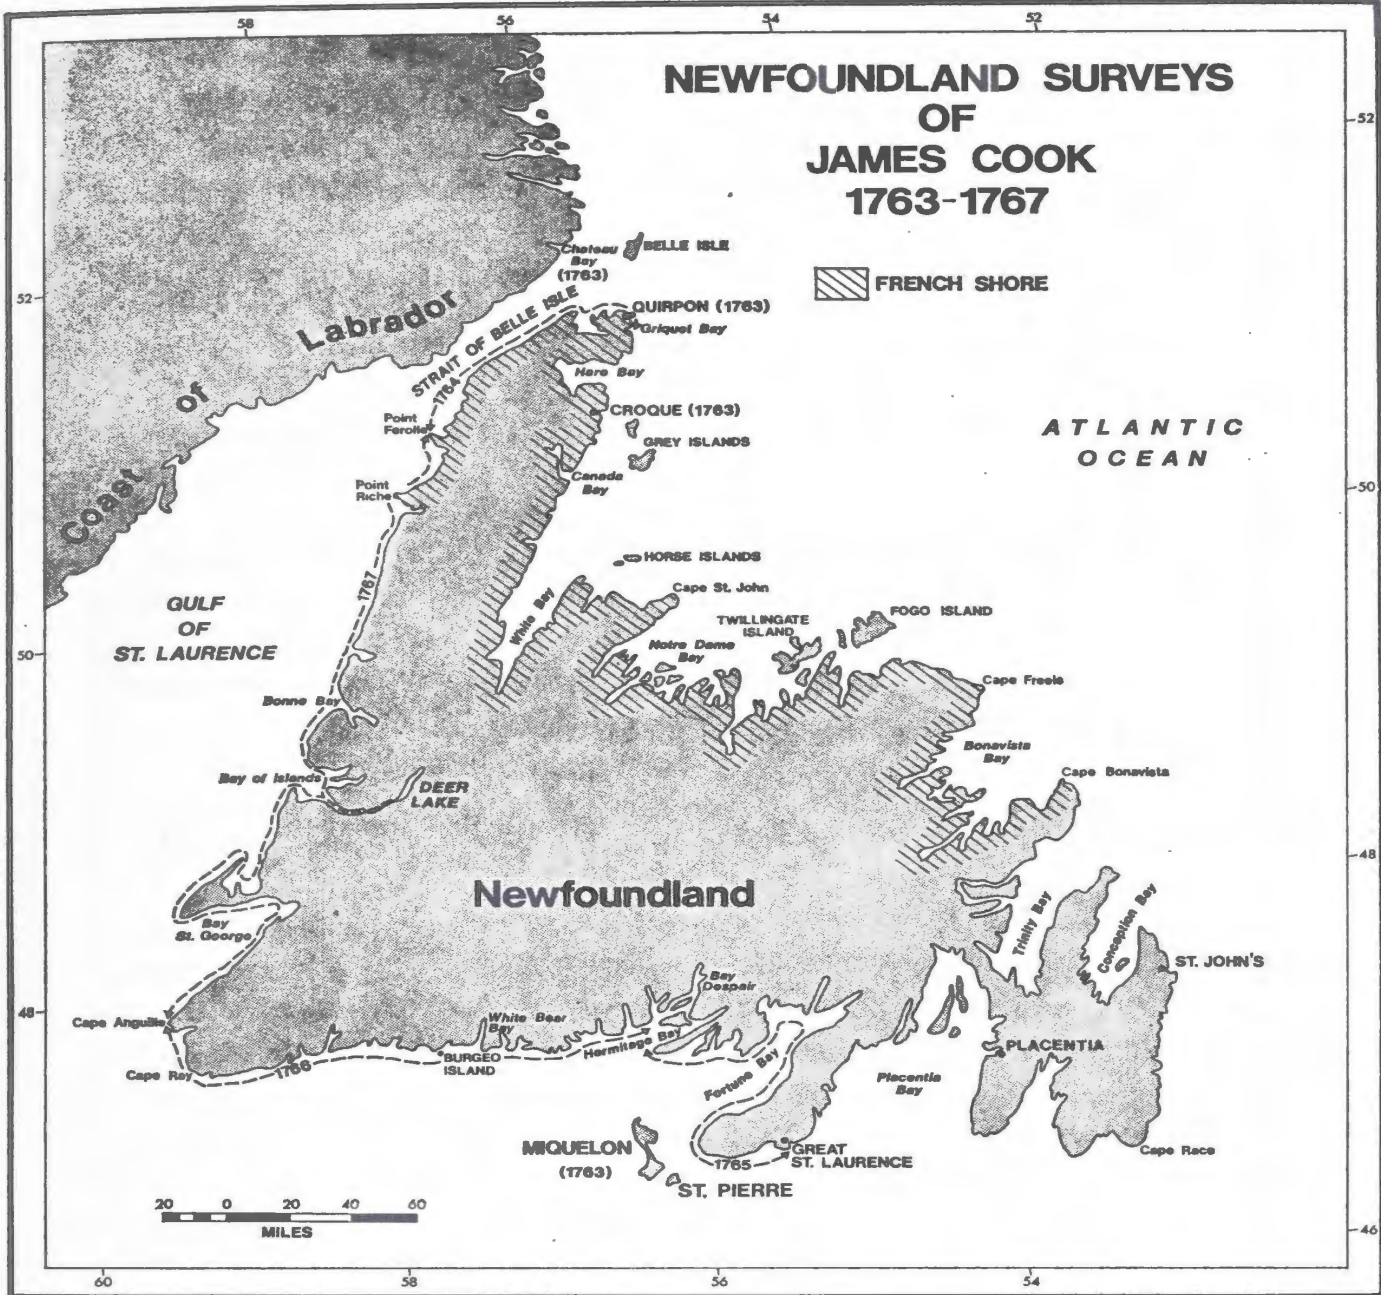 58
56
54
52
NEWFOUNDLAND SURVEYS
OF
JAMES COOK
1763-1767
52
FRENCH SHORE
Chateau
Bay
(1763)
BELLE ISLE
52
Coast of Labrador
STRAIT OF BELLE ISLE
QUIRPON (1763)
Griquet Bay
1764
Hare Bay
Point
Ferolle
CROQUE (1763)
GREY ISLANDS
ATLANTIC
OCEAN
Point
Riche
Canada
Bay
50
HORSE ISLANDS
1767
Cape St. John
GULF
OF
ST. LAURENCE
White Bay
TWILLINGATE
ISLAND
FOGO ISLAND
50
Notre Dame
Bay
Cape Freels
Bonne Bay
Bonavista
Bay
Bay of Islands
DEER
LAKE
Cape Bonavista
48
Newfoundland
Bay
St. George
Trinity Bay
Conception Bay
ST. JOHN'S
Bay
Despair
48
Cape Anguille
White Bear
Bay
Hermitage Bay
BURGEO
ISLAND
1766
Cape Ray
Fortune Bay
Placentia
Bay
PLACENTIA
MIQUELON
(1763)
1765
GREAT
ST. LAURENCE
Cape Race
ST. PIERRE
20 0 20 40 60
MILES
46
60
58
56
54